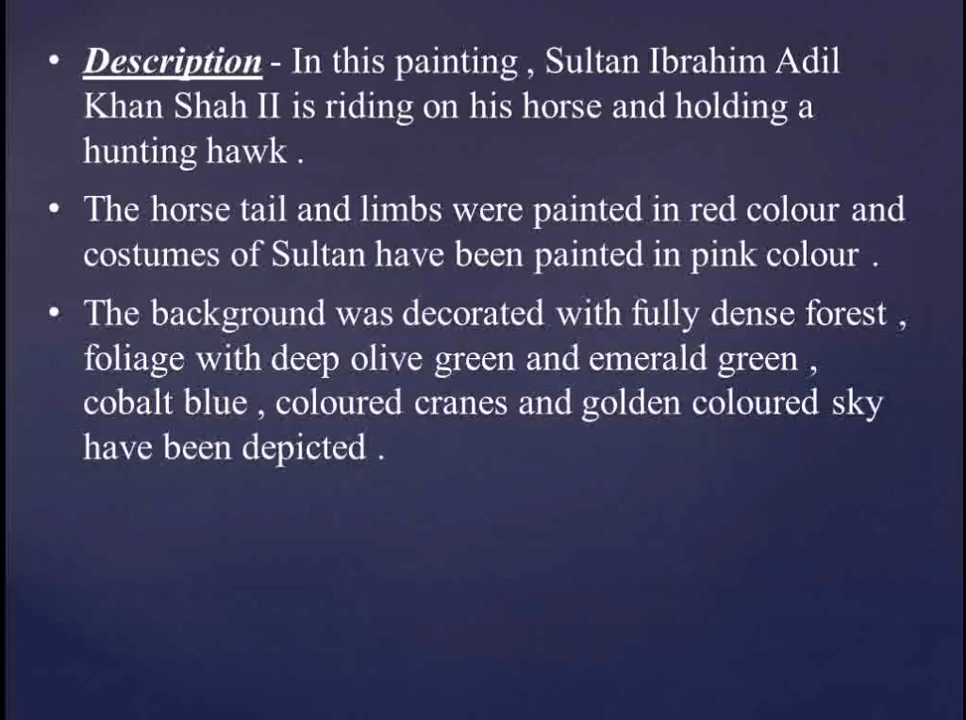 • Description - In this painting , Sultan Ibrahim Adil
Khan Shah II is riding on his horse and holding a
hunting hawk .
• The horse tail and limbs were painted in red colour and
costumes of Sultan have been painted in pink colour .
• The background was decorated with fully dense forest ,
foliage with deep olive green and emerald green ,
cobalt blue , coloured cranes and golden coloured sky
have been depicted .